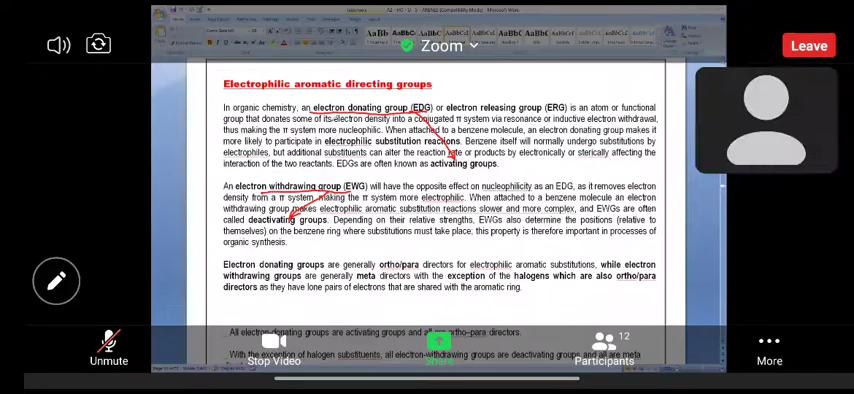 Zoom
Leave
Electrophilic aromatic directing groups
In organic chemistry, an electron donating group (EDG) or electron releasing group (ERG) is an atom or functional
group that donates some of its electron density into a conjugated π system via resonance or inductive electron withdrawal,
thus making the π system more nucleophilic. When attached to a benzene molecule, an electron donating group makes it
more likely to participate in electrophilic substitution reactions. Benzene itself will normally undergo substitutions by
electrophiles, but additional substituents can alter the reaction rate or products by electronically or sterically affecting the
interaction of the two reactants. EDGs are often known as activating groups.
An electron withdrawing group (EWG) will have the opposite effect on nucleophilicity as an EDG, as it removes electron
density from a π system, making the π system more electrophilic. When attached to a benzene molecule an electron
withdrawing group makes electrophilic aromatic substitution reactions slower and more complex, and EWGs are often
called deactivating groups. Depending on their relative strengths, EWGs also determine the positions (relative to
themselves) on the benzene ring where substitutions must take place; this property is therefore important in processes
of organic synthesis.
Electron donating groups are generally ortho/para directors for electrophilic aromatic substitutions, while electron
withdrawing groups are generally meta directors with the exception of the halogens which are also ortho/para
directors as they have lone pairs of electrons that are shared with the aromatic ring.
All electron-donating groups are activating groups and all are ortho-para directors.
With the exception of halogen substituents, all electron-withdrawing groups are deactivating groups and all are meta
12
Unmute
Stop Video
Share
Participants
More